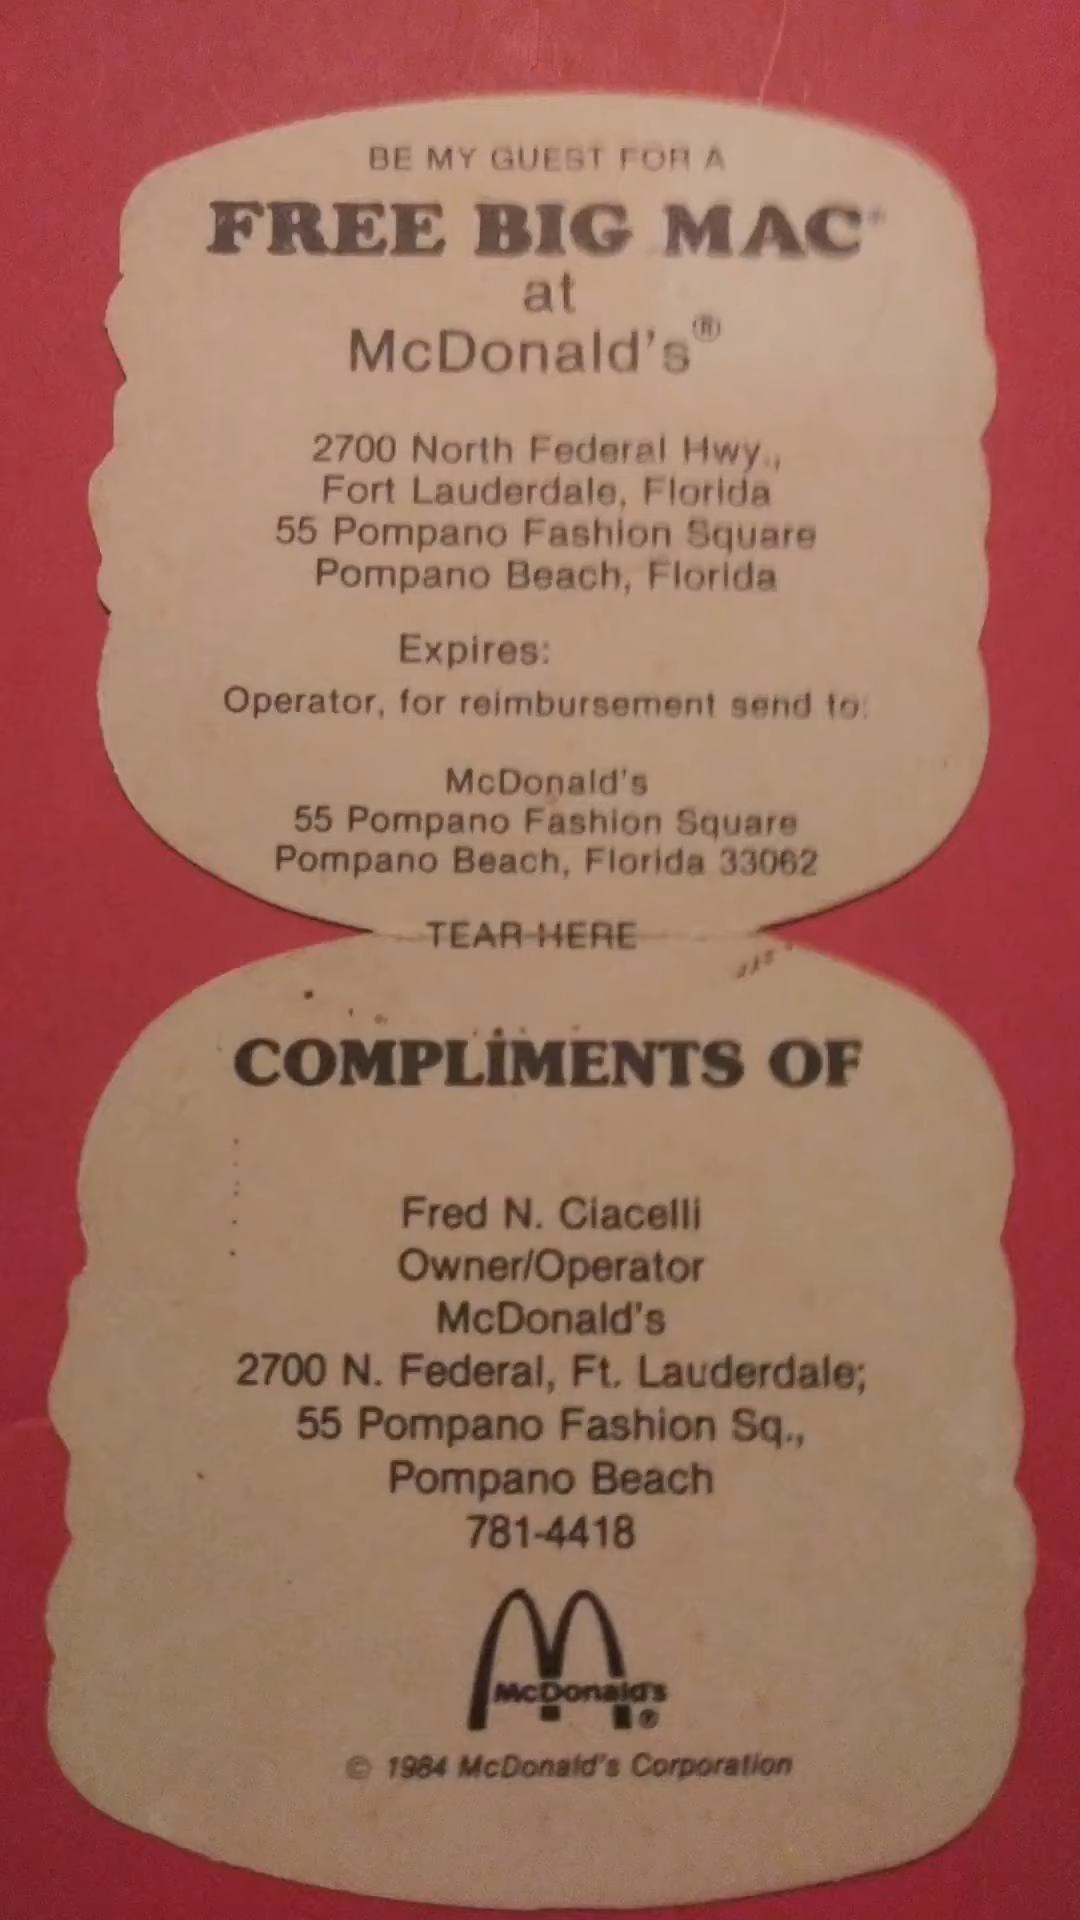 BE MY GUEST FOR A
FREE BIG MAC®
at
McDonald's®
2700 North Federal Hwy.,
Fort Lauderdale, Florida
55 Pompano Fashion Square
Pompano Beach, Florida
Expires:
Operator, for reimbursement send to:
McDonald's
55 Pompano Fashion Square
Pompano Beach, Florida 33062
TEAR HERE
COMPLIMENTS OF
Fred N. Ciacelli
Owner/Operator
McDonald's
2700 N. Federal, Ft. Lauderdale;
55 Pompano Fashion Sq.,
Pompano Beach
781-4418
McDonald's
®
© 1984 McDonald's Corporation